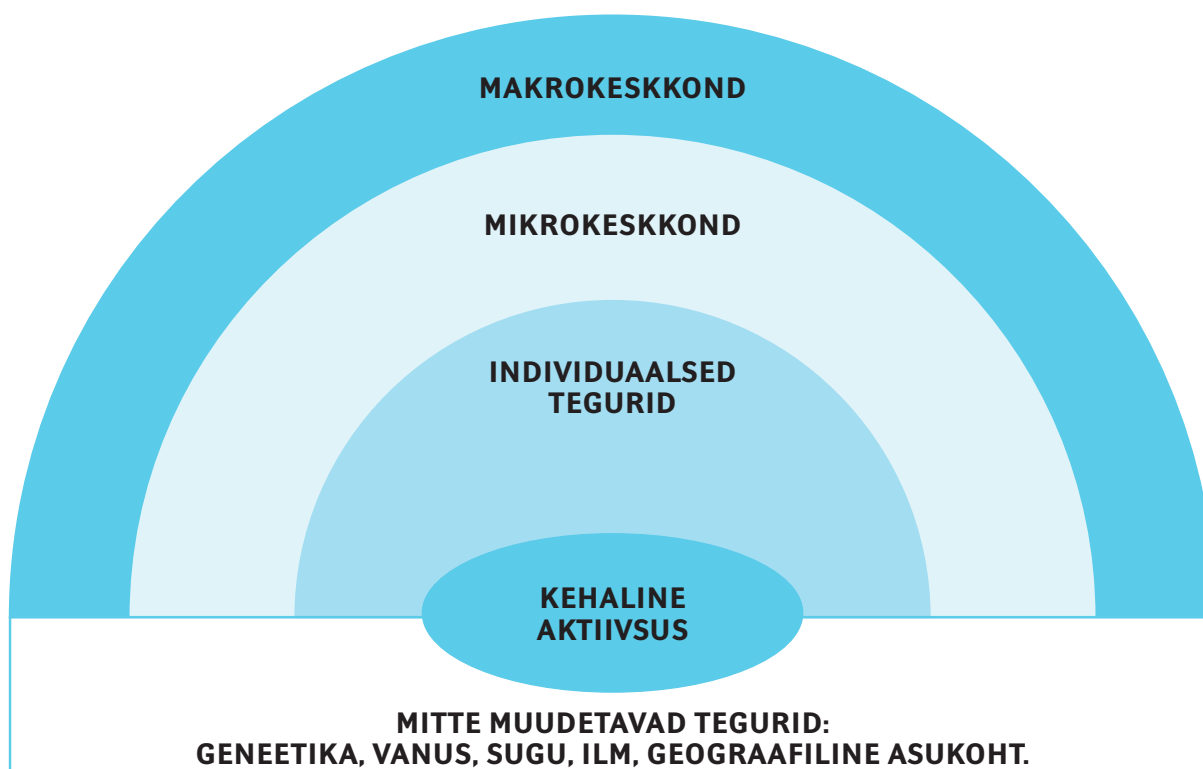 MAKROKESKKOND
MIKROKESKKOND
INDIVIDUAALSED
TEGURID
KEHALINE
AKTIIVSUS
MITTE MUUDETAVAD TEGURID:
GENEETIKA, VANUS, SUGU, ILM, GEOGRAAFILINE ASUKOHT.